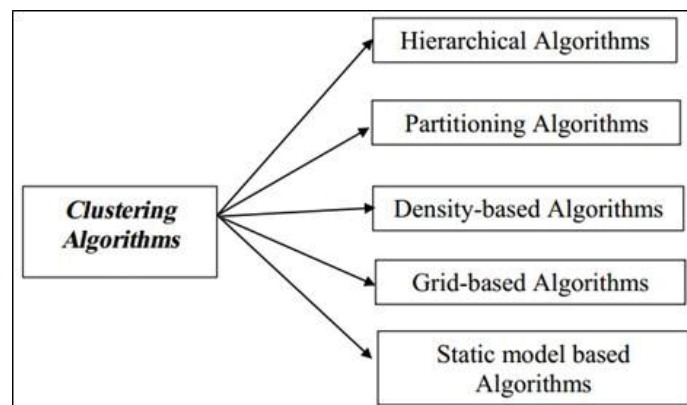 Hierarchical Algorithms
Partitioning Algorithms
Clustering
Algorithms
Density-based Algorithms
Grid-based Algorithms
Static model based
Algorithms